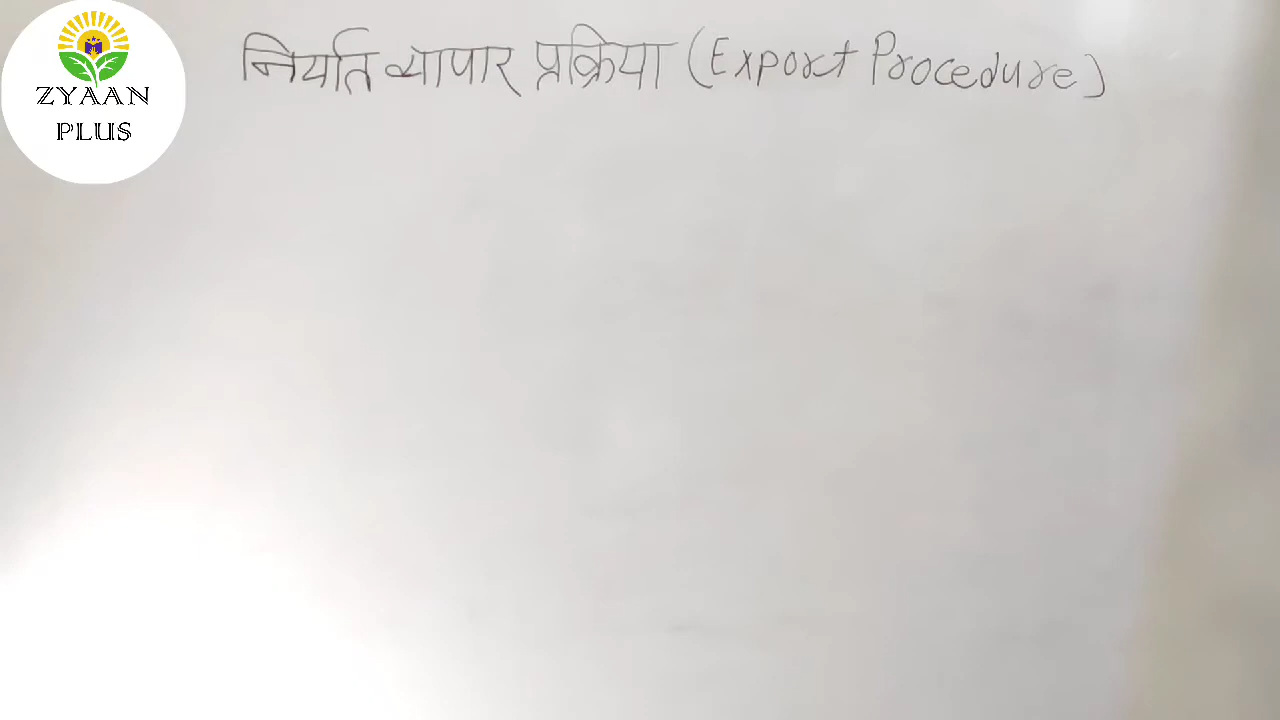 ZYAAN
PLUS
निर्यात व्यापार प्रक्रिया (Export Procedure)